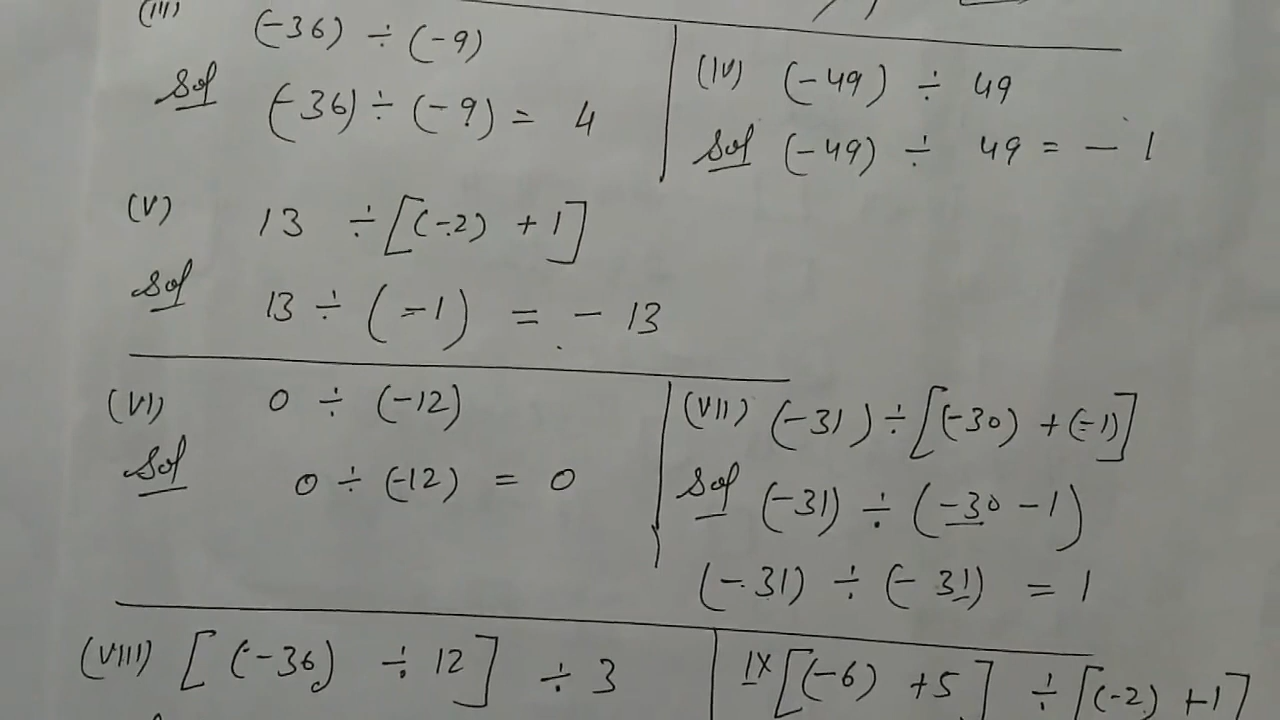 (III) (-36) ÷ (-9)
Sol (-36) ÷ (-9) = 4
(IV) (-49) ÷ 49
Sol (-49) ÷ 49 = - 1
(V) 13 ÷ [(-2) + 1]
Sol 13 ÷ (-1) = - 13
(VI) 0 ÷ (-12)
Sol 0 ÷ (-12) = 0
(VII) (-31) ÷ [(-30) + (-1)]
Sol (-31) ÷ (-30 - 1)
(-31) ÷ (-31) = 1
(VIII) [(-36) ÷ 12] ÷ 3
IX [(-6) + 5] ÷ [(-2) + 1]